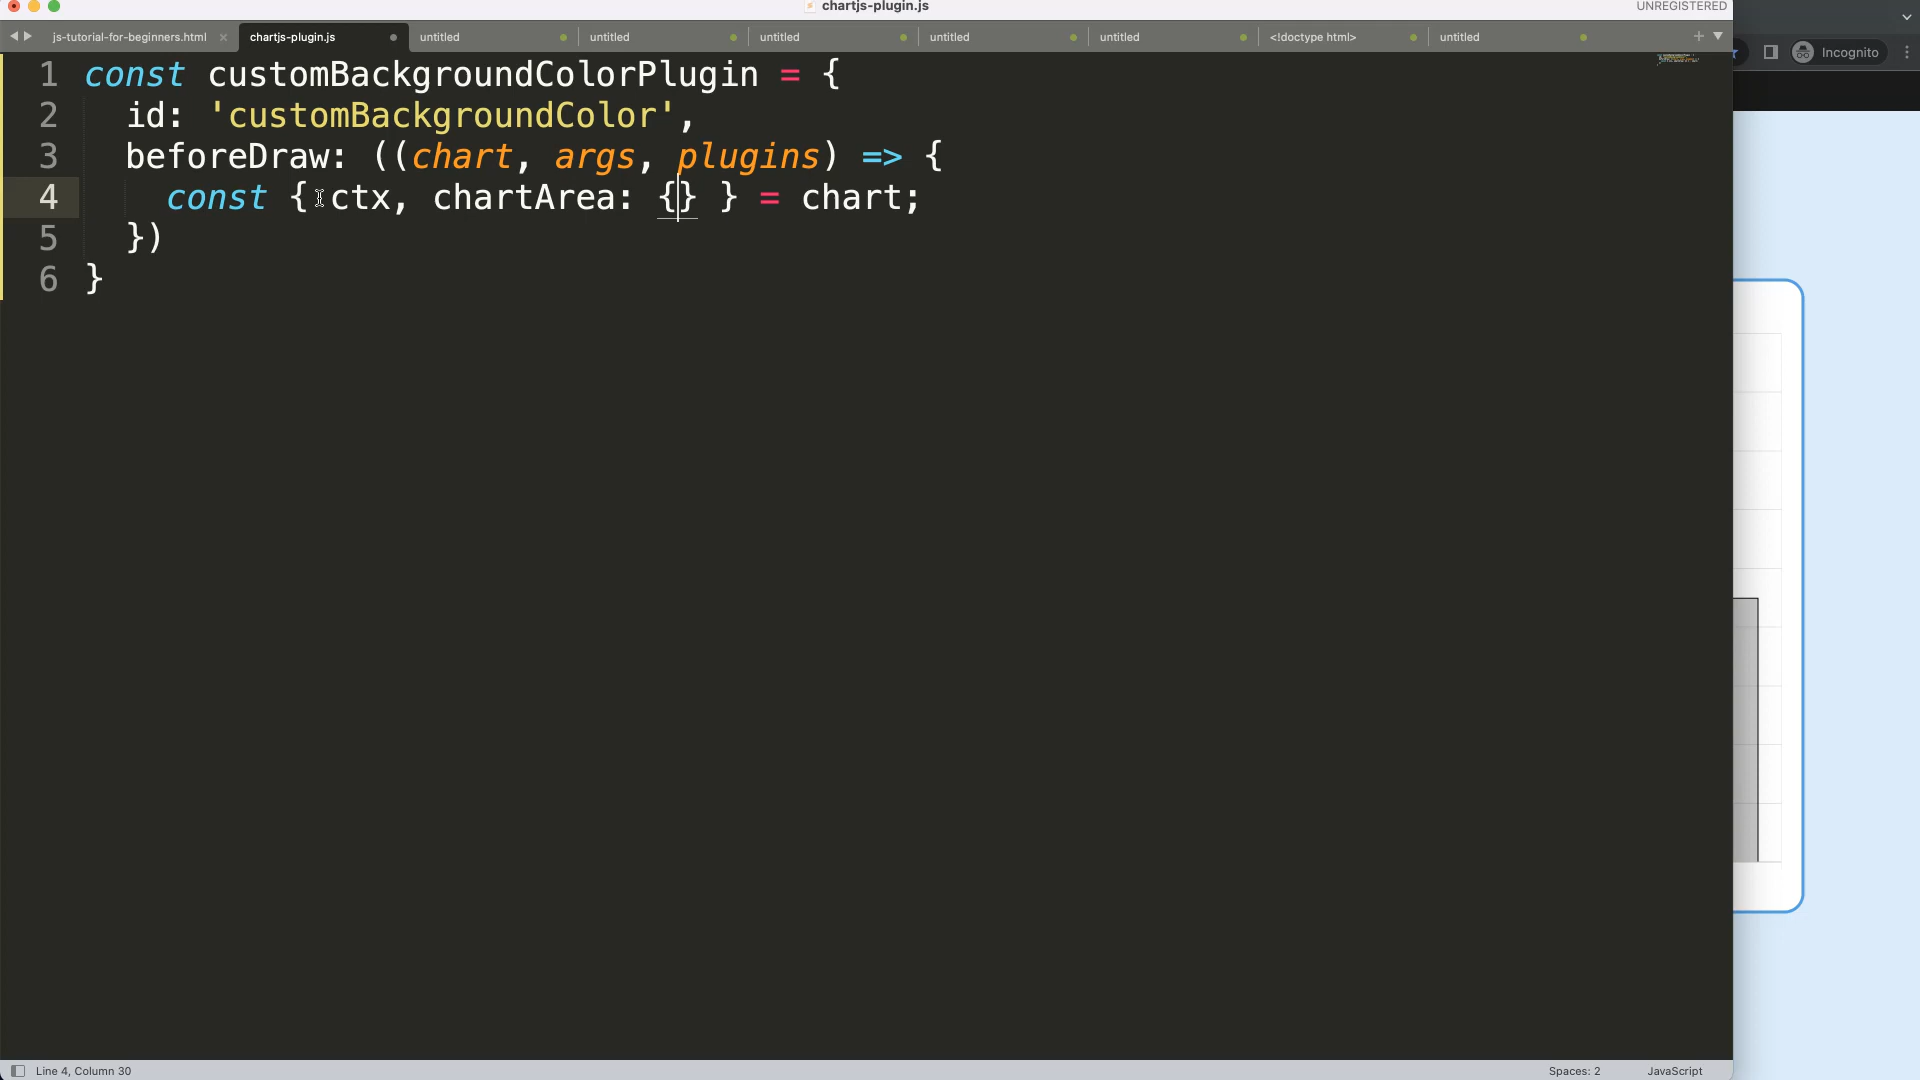 chartjs-plugin.js
UNREGISTERED
js-tutorial-for-beginners.html
chartjs-plugin.js
untitled
untitled
untitled
untitled
untitled
<!doctype html>
untitled
Incognito
1 const customBackgroundColorPlugin = {
2 id: 'customBackgroundColor',
3 beforeDraw: ((chart, args, plugins) => {
4 const { ctx, chartArea: {} } = chart;
5 })
6 }
Line 4, Column 30
Spaces: 2
JavaScript